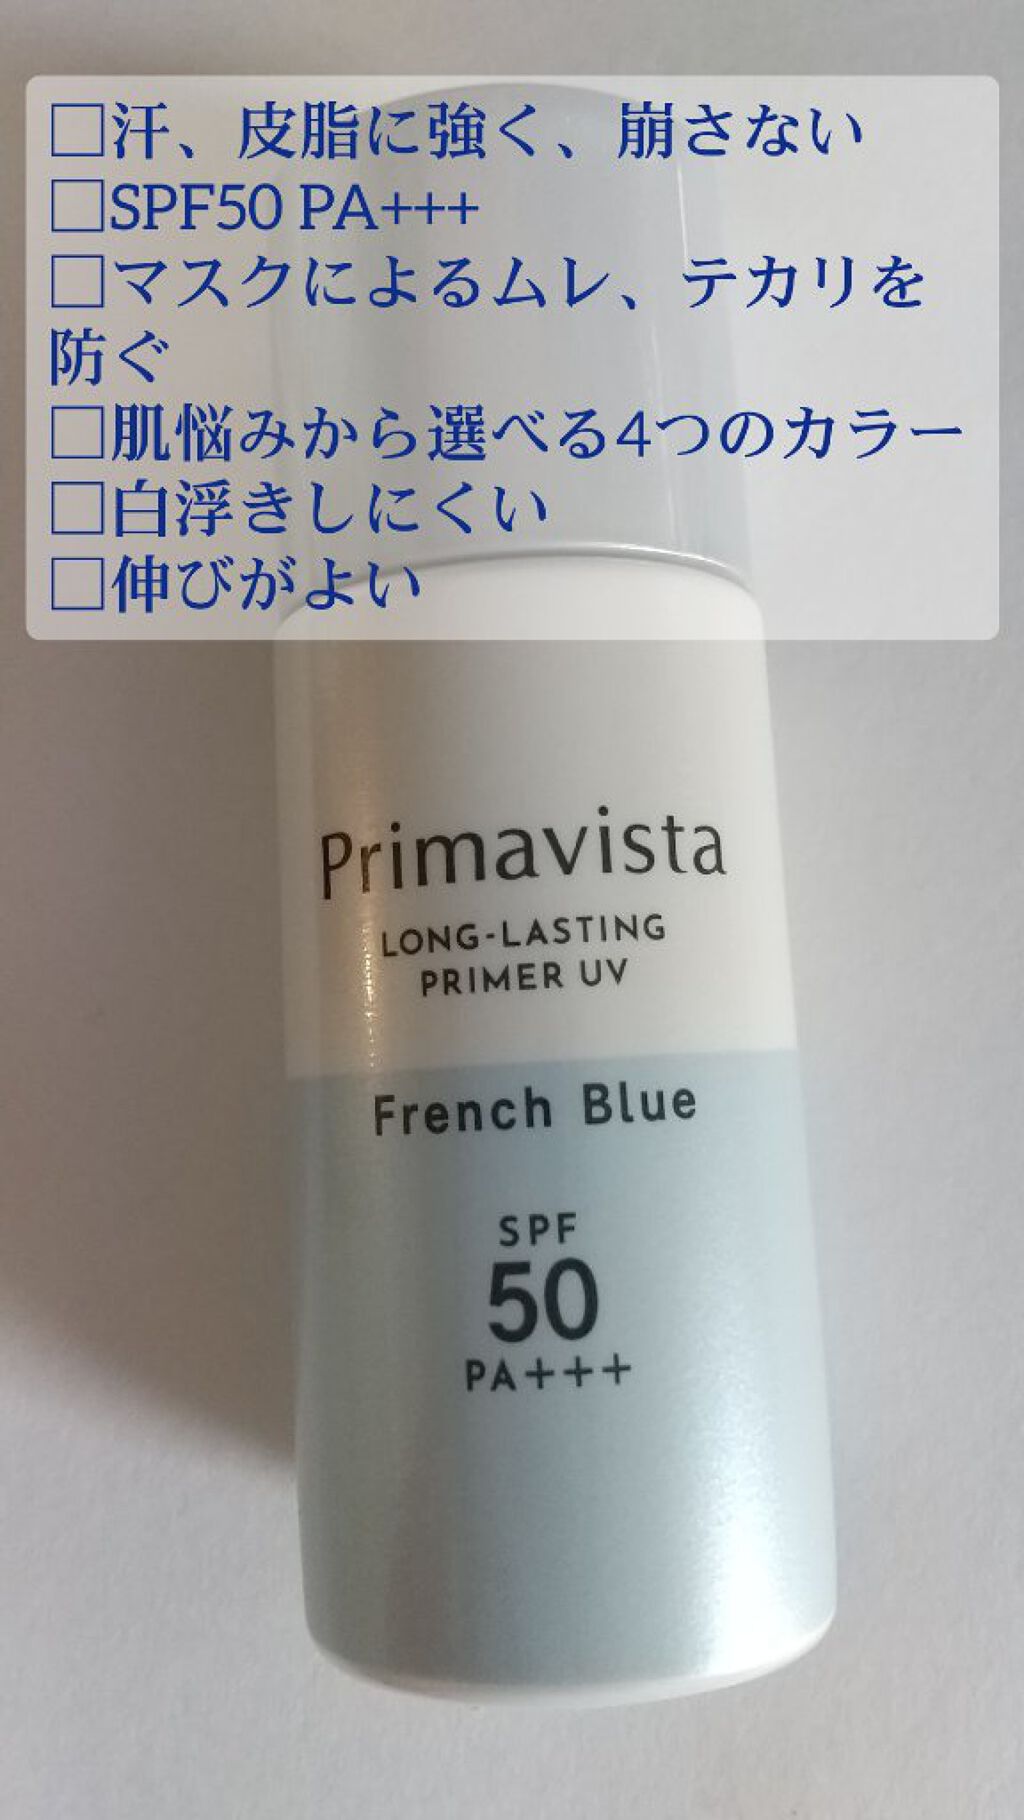 □汗、皮脂に強く、崩さない
□SPF50 PA+++
□マスクによるムレ、テカリを
防ぐ
□肌悩みから選べる4つのカラー
□白浮きしにくい
□伸びがよい
Primavista
LONG-LASTING
PRIMER UV
French Blue
SPF
50
PA+++